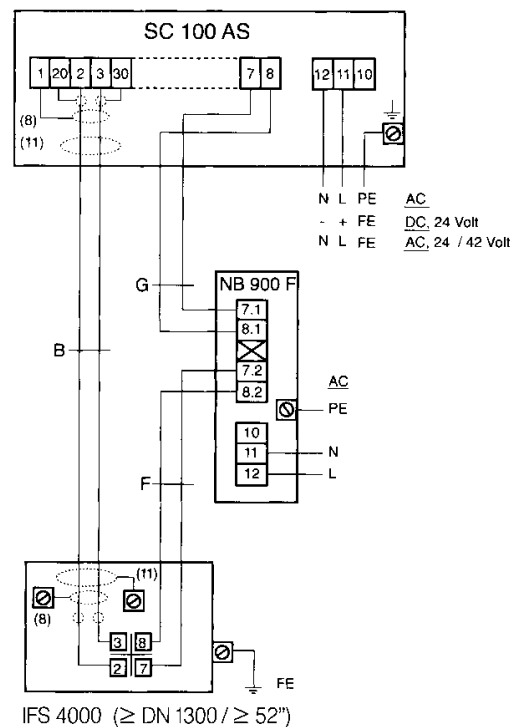 SC 100 AS
1 20 2 3 30 7 8 12 11 10
(8)
(11)
N L PE AC
- + FE DC, 24 Volt
N L FE AC, 24 / 42 Volt
G NB 900 F
7.1
8.1
B
7.2
8.2
AC
PE
10
11 N
12 L
F
(11)
(8)
3 8
2 7
FE
IFS 4000 (≥ DN 1300 / ≥ 52")